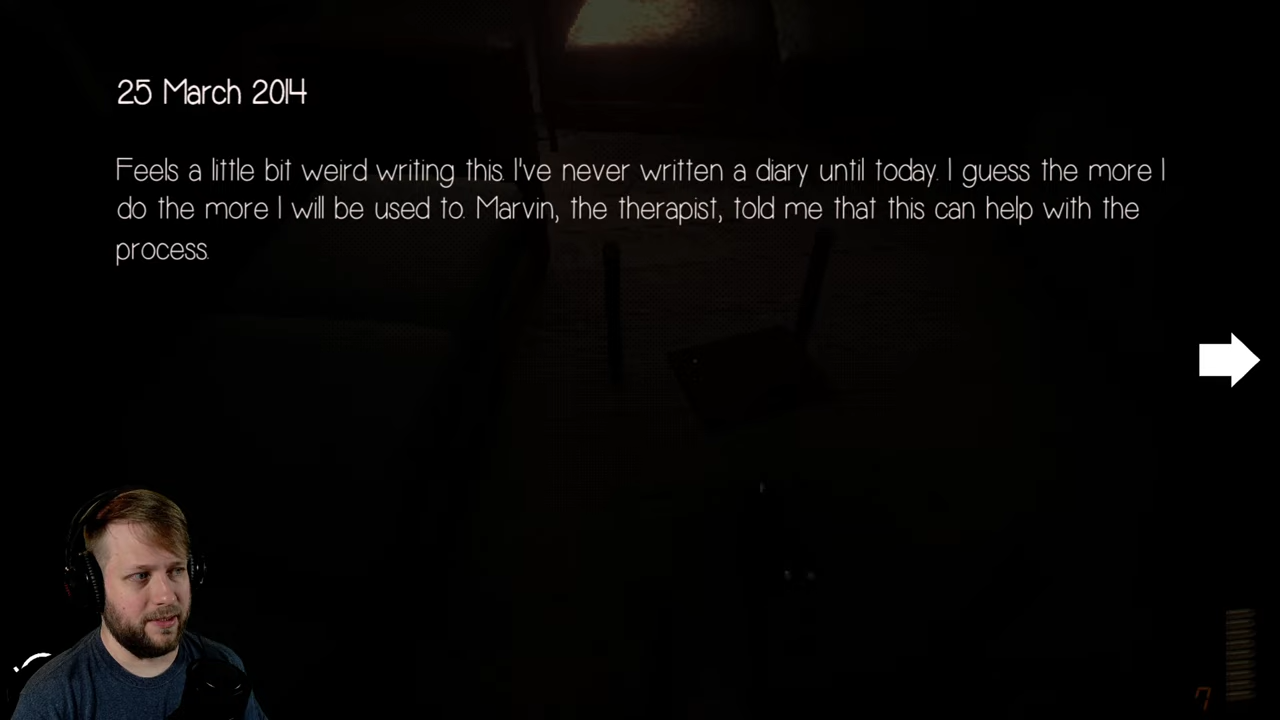 25 March 2014
Feels a little bit weird writing this. I've never written a diary until today. I guess the more I
do the more I will be used to. Marvin, the therapist, told me that this can help with the
process.
7